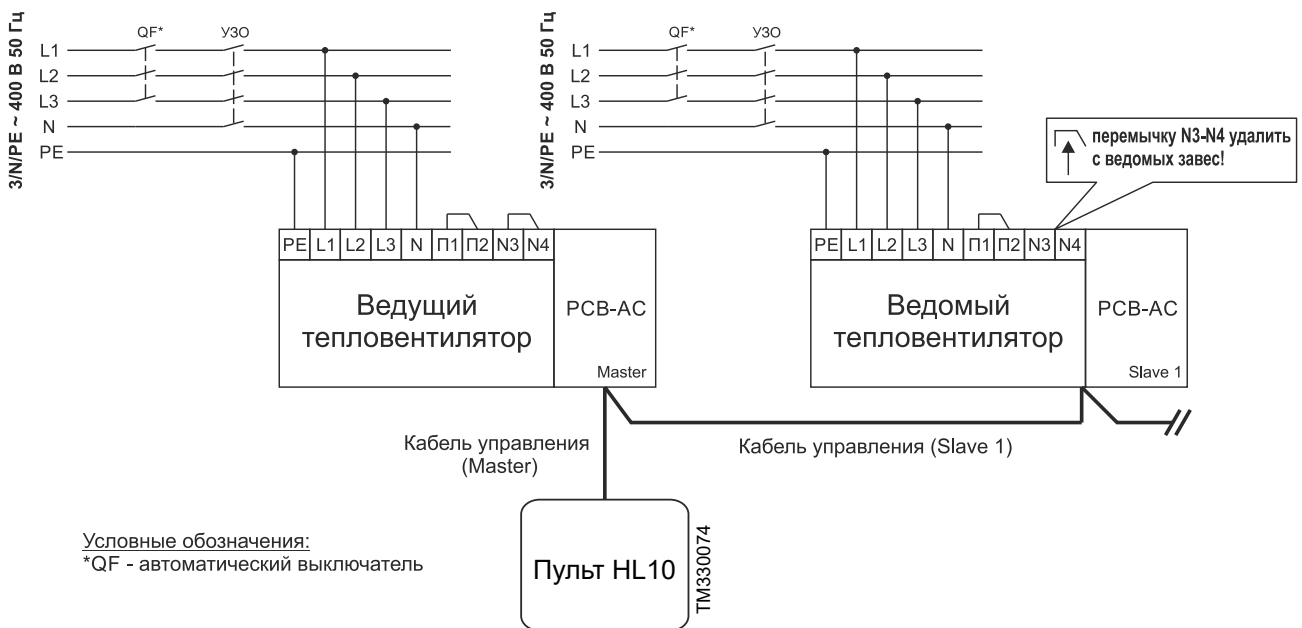 3/N/PE ~ 400 В 50 Гц
QF*
УЗО
L1
L2
L3
N
PE
3/N/PE ~ 400 В 50 Гц
QF*
УЗО
L1
L2
L3
N
PE
перемычку N3-N4 удалить
с ведомых завес!
PE L1 L2 L3 N П1 П2 N3 N4
Ведущий
тепловентилятор
PCB-AC
Master
PE L1 L2 L3 N П1 П2 N3 N4
Ведомый
тепловентилятор
PCB-AC
Slave 1
Кабель управления
(Master)
Кабель управления (Slave 1)
Условные обозначения:
*QF - автоматический выключатель
Пульт HL10
TM330074